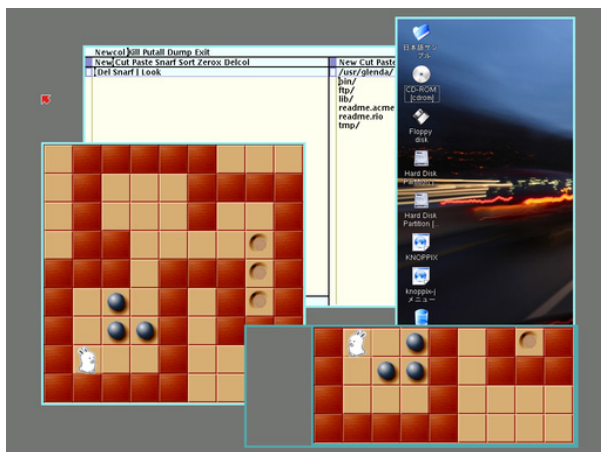 Newcol Kill Putall Dump Exit
New Cut Paste Snarf Sort Zerox Delcol
Del Snarf | Look
New Cut Paste
/usr/glenda/
bin/
ftp/
lib/
readme.acme
readme.rio
tmp/
日本語サン
プル
CD-ROM
[cdrom]
Floppy
disk
Hard Disk
Partition [..
Hard Disk
Partition [..
KNOPPIX
knoppix-j
メニュー